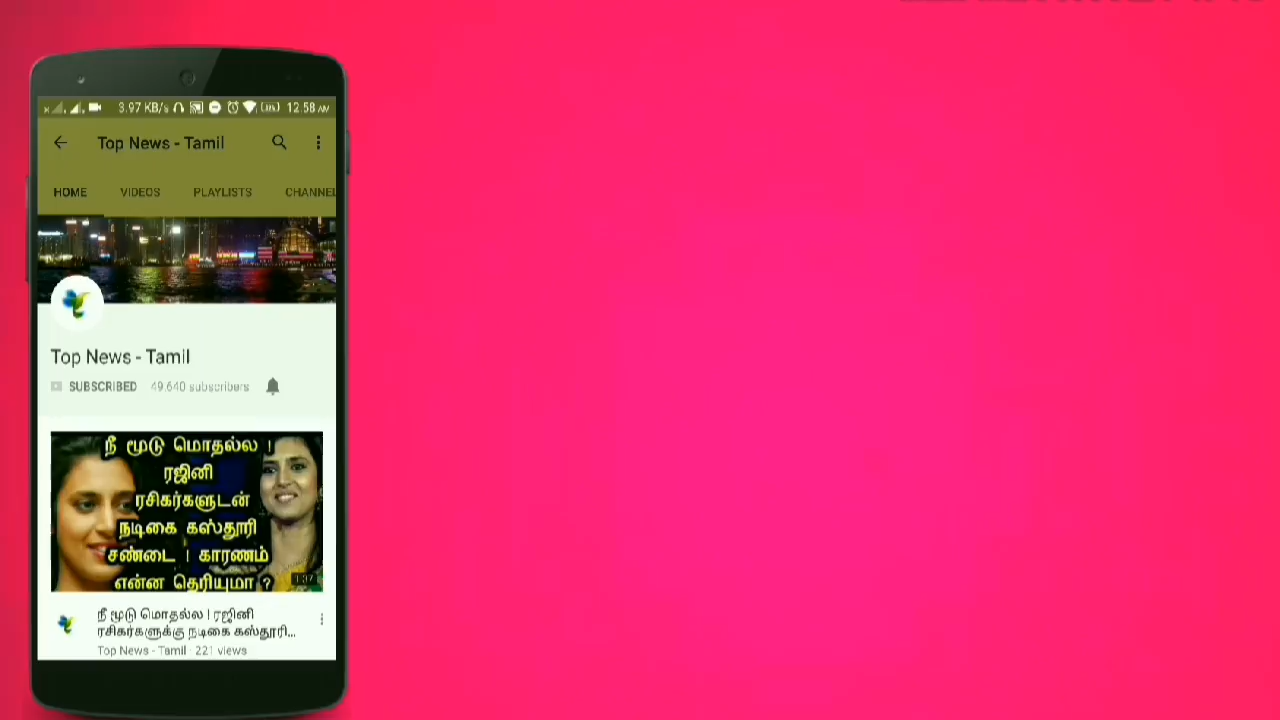 3.97 KB/s 12.58 AM
Top News - Tamil
HOME VIDEOS PLAYLISTS CHANNEL
Top News - Tamil
SUBSCRIBED 49,640 subscribers
நீ மூடு மொதல்ல !
ரஜினி
ரசிகர்களுடன்
நடிகை கஸ்தூரி
சண்டை ! காரணம்
என்ன தெரியுமா ?
1:37
நீ மூடு மொதல்ல ! ரஜினி
ரசிகர்களுக்கு நடிகை கஸ்தூரி...
Top News - Tamil · 221 views